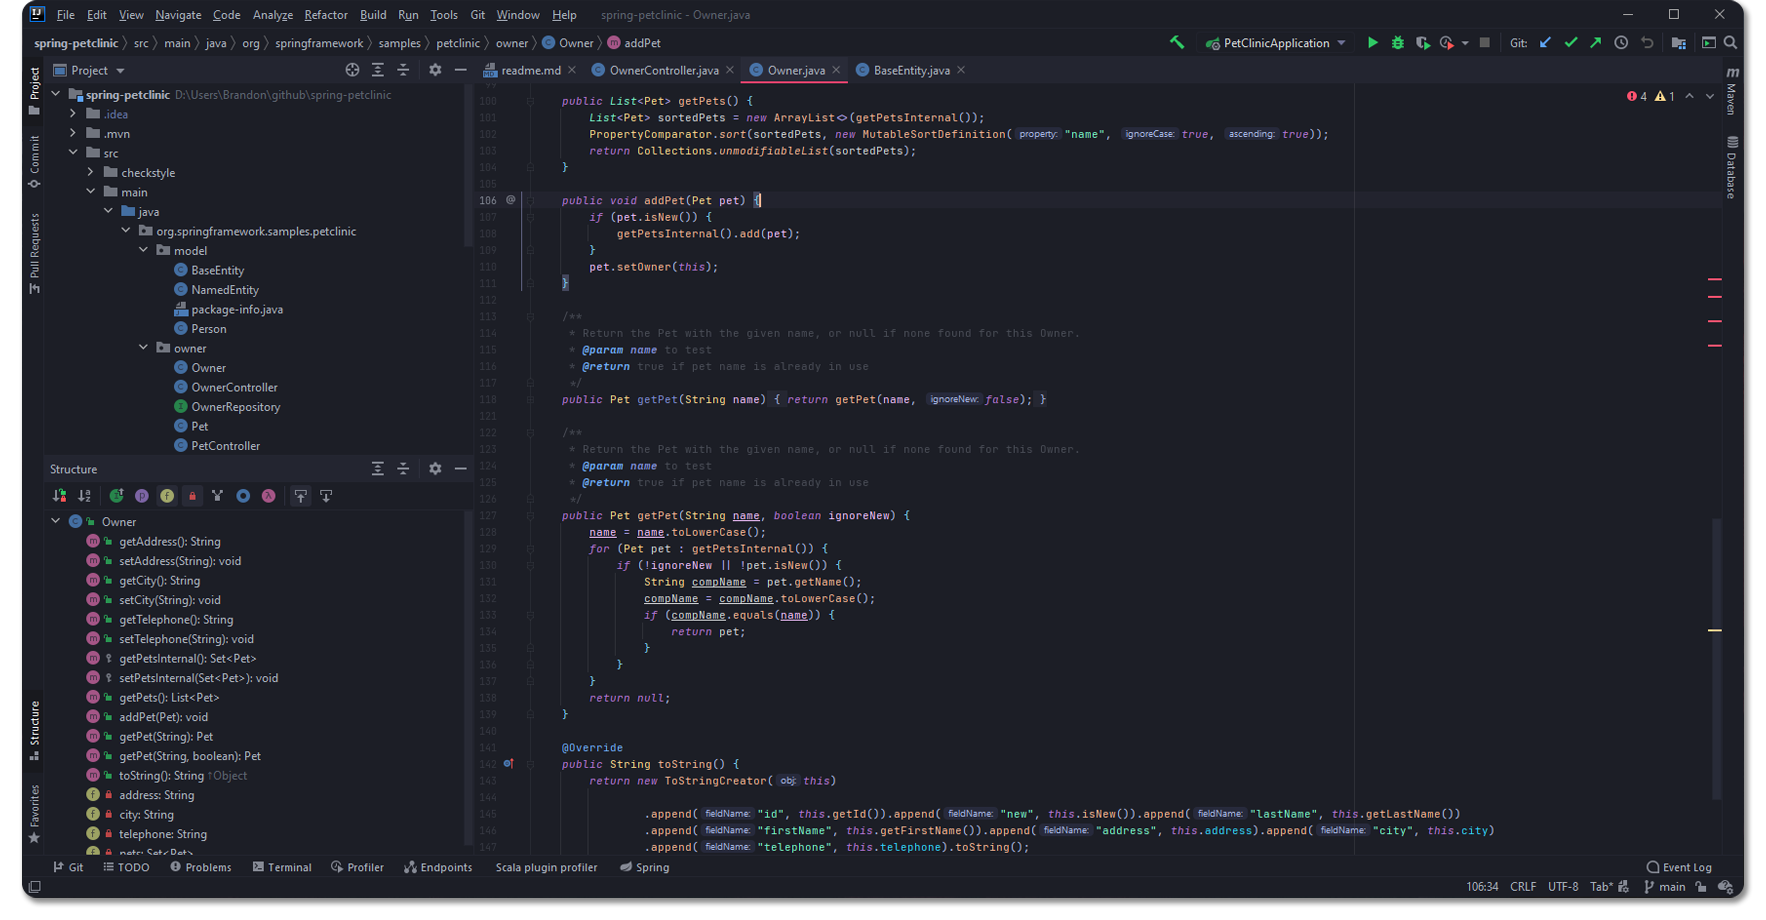 File Edit View Navigate Code Analyze Refactor Build Run Tools Git Window Help spring-petclinic - Owner.java
spring-petclinic src main java org springframework samples petclinic owner Owner addPet
PetClinicApplication
Git:
Project
readme.md OwnerController.java Owner.java BaseEntity.java
Project
Commit
Pull Requests
Structure
Favorites
spring-petclinic D:\Users\Brandon\github\spring-petclinic
.idea
.mvn
src
checkstyle
main
java
org.springframework.samples.petclinic
model
BaseEntity
NamedEntity
package-info.java
Person
owner
Owner
OwnerController
OwnerRepository
Pet
PetController
Structure
Owner
getAddress(): String
setAddress(String): void
getCity(): String
setCity(String): void
getTelephone(): String
setTelephone(String): void
getPetsInternal(): Set<Pet>
setPetsInternal(Set<Pet>): void
getPets(): List<Pet>
addPet(Pet): void
getPet(String): Pet
getPet(String, boolean): Pet
toString(): String ↑Object
address: String
city: String
telephone: String
pets: Set<Pet>
4 1
100 public List<Pet> getPets() {
101 List<Pet> sortedPets = new ArrayList<>(getPetsInternal());
102 PropertyComparator.sort(sortedPets, new MutableSortDefinition( property: "name", ignoreCase: true, ascending: true));
103 return Collections.unmodifiableList(sortedPets);
104 }
105
106 @ public void addPet(Pet pet) {
107 if (pet.isNew()) {
108 getPetsInternal().add(pet);
109 }
110 pet.setOwner(this);
111 }
112
113 /**
114 * Return the Pet with the given name, or null if none found for this Owner.
115 * @param name to test
116 * @return true if pet name is already in use
117 */
118 public Pet getPet(String name) { return getPet(name, ignoreNew: false); }
121
122 /**
123 * Return the Pet with the given name, or null if none found for this Owner.
124 * @param name to test
125 * @return true if pet name is already in use
126 */
127 public Pet getPet(String name, boolean ignoreNew) {
128 name = name.toLowerCase();
129 for (Pet pet : getPetsInternal()) {
130 if (!ignoreNew || !pet.isNew()) {
131 String compName = pet.getName();
132 compName = compName.toLowerCase();
133 if (compName.equals(name)) {
134 return pet;
135 }
136 }
137 }
138 return null;
139 }
140
141 @Override
142 public String toString() {
143 return new ToStringCreator( obj: this)
144
145 .append( fieldName: "id", this.getId()).append( fieldName: "new", this.isNew()).append( fieldName: "lastName", this.getLastName())
146 .append( fieldName: "firstName", this.getFirstName()).append( fieldName: "address", this.address).append( fieldName: "city", this.city)
147 .append( fieldName: "telephone", this.telephone).toString();
Maven
Database
Git TODO Problems Terminal Profiler Endpoints Scala plugin profiler Spring Event Log
106:34 CRLF UTF-8 Tab* main